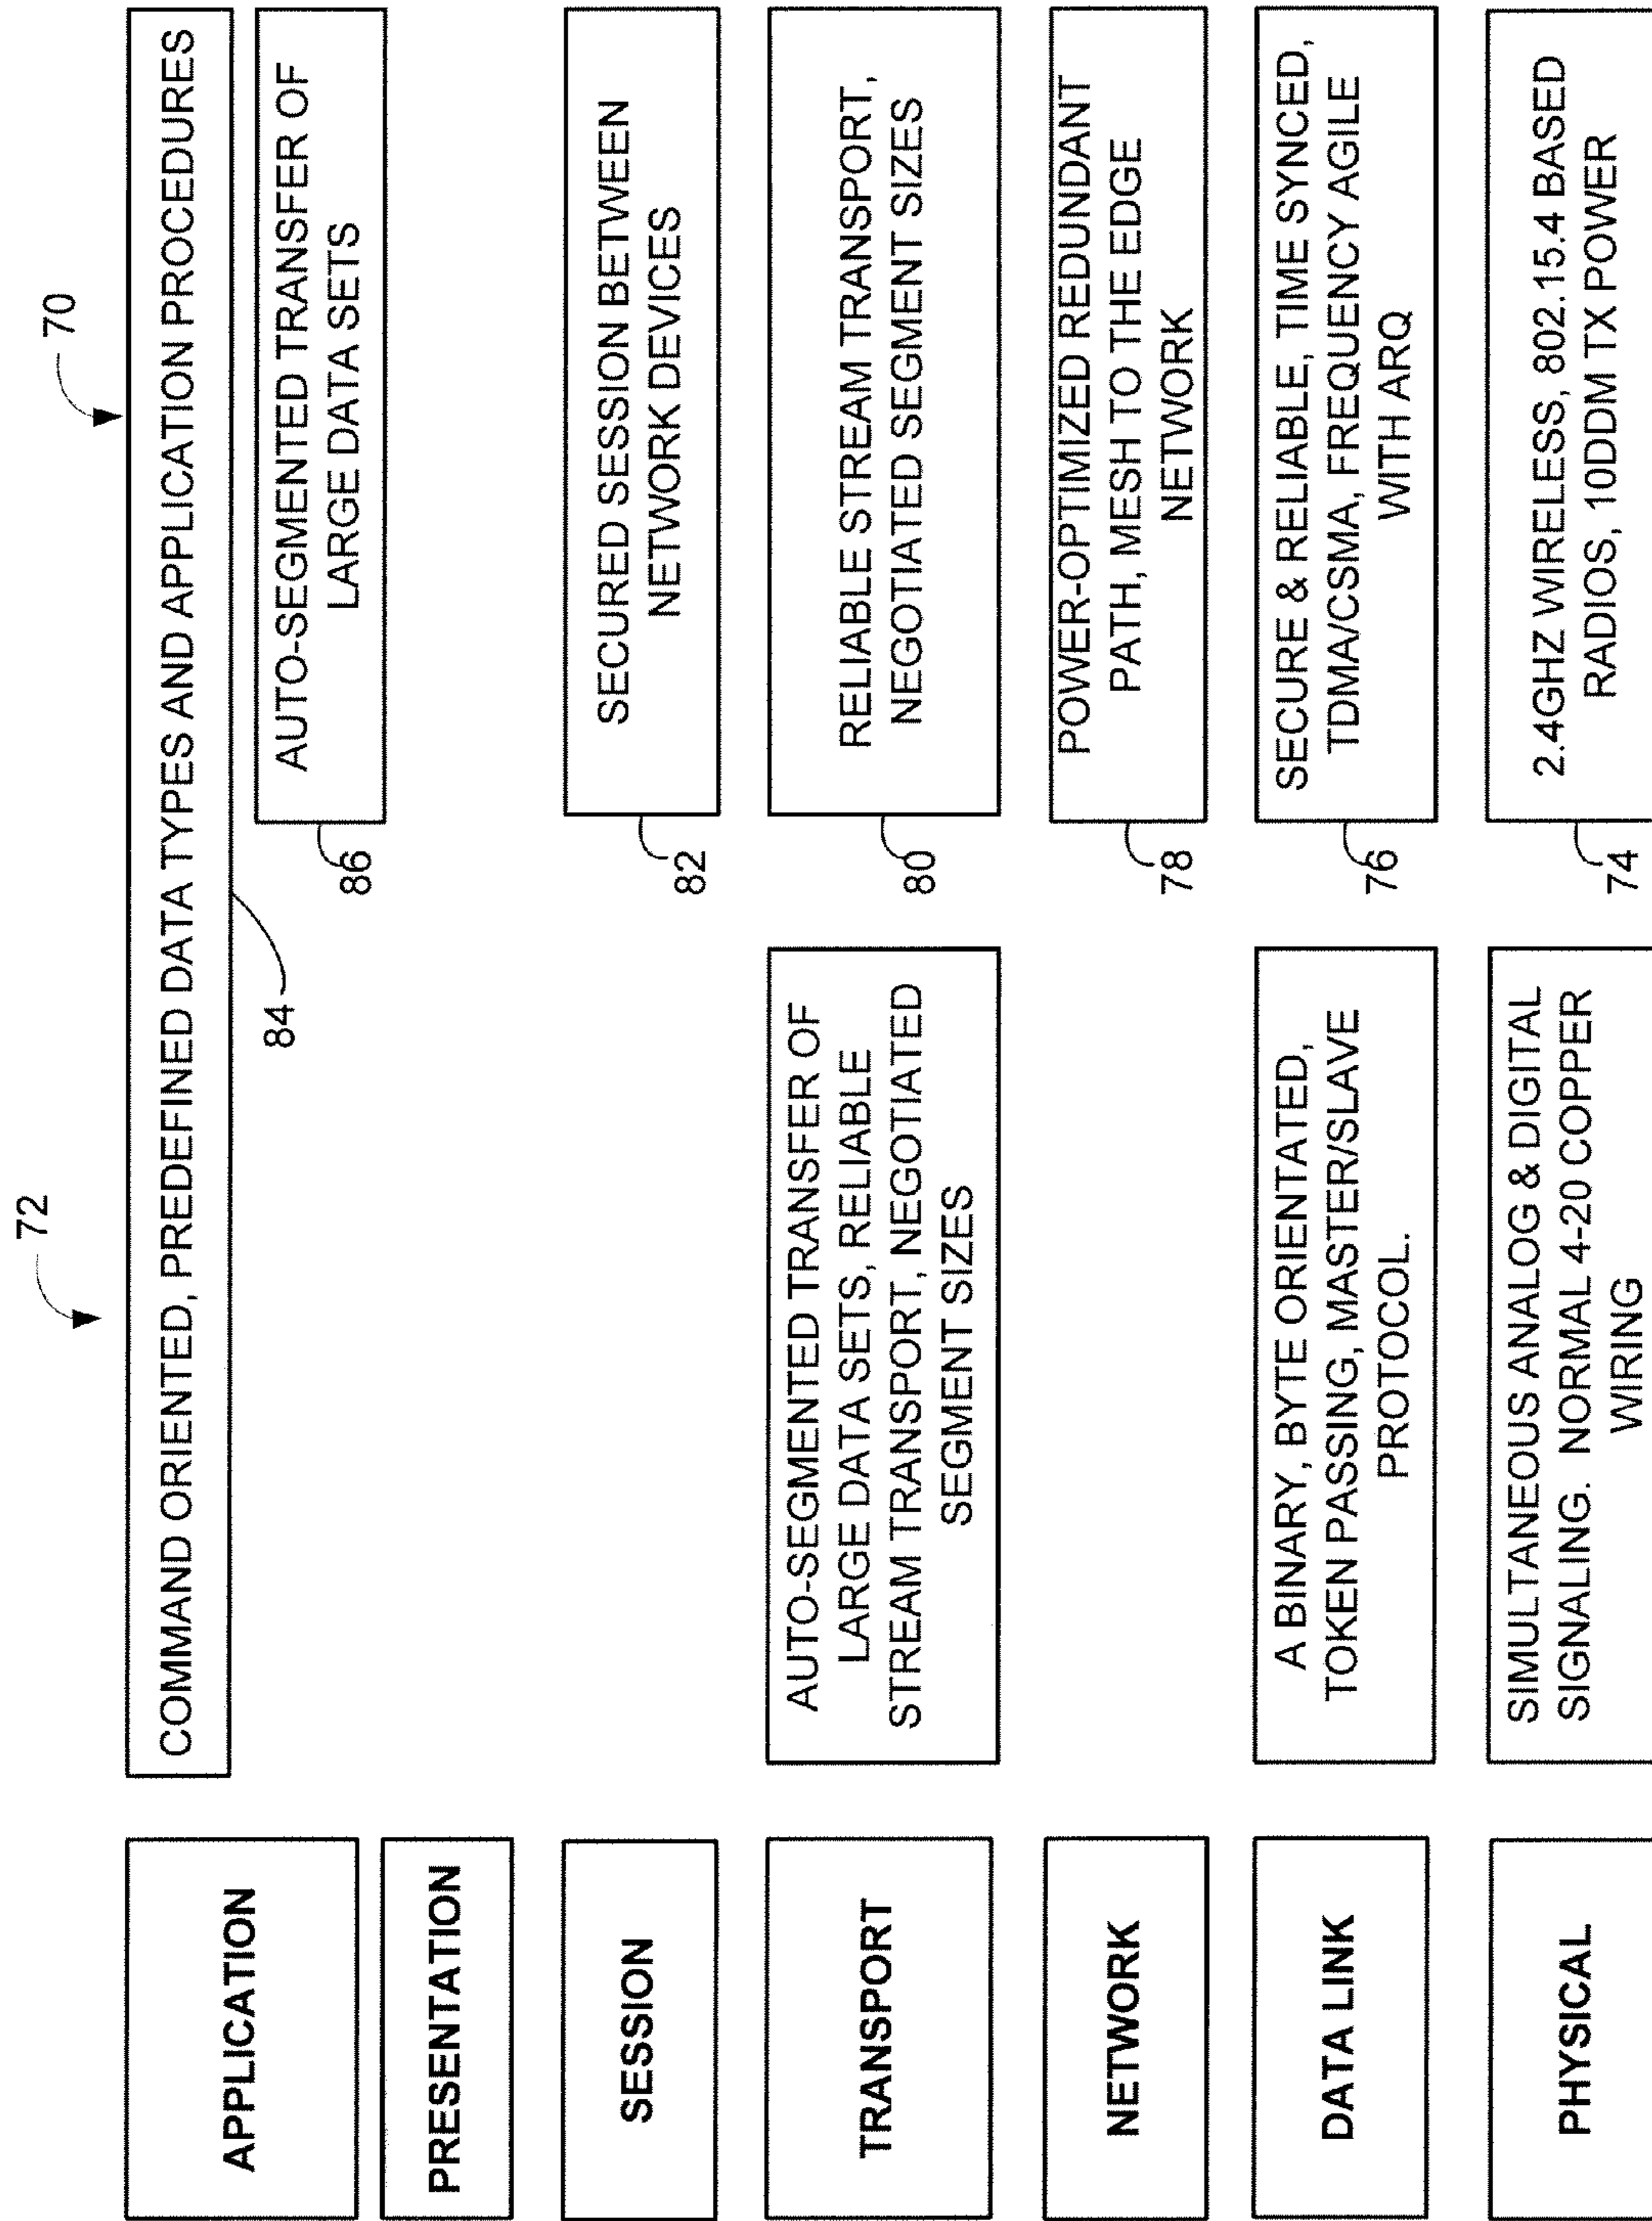 72
70
APPLICATION
COMMAND ORIENTED, PREDEFINED DATA TYPES AND APPLICATION PROCEDURES
84
AUTO-SEGMENTED TRANSFER OF
LARGE DATA SETS
86
PRESENTATION
SESSION
SECURED SESSION BETWEEN
NETWORK DEVICES
82
TRANSPORT
AUTO-SEGMENTED TRANSFER OF
LARGE DATA SETS, RELIABLE
STREAM TRANSPORT, NEGOTIATED
SEGMENT SIZES
RELIABLE STREAM TRANSPORT,
NEGOTIATED SEGMENT SIZES
80
NETWORK
POWER-OPTIMIZED REDUNDANT
PATH, MESH TO THE EDGE
NETWORK
78
DATA LINK
A BINARY, BYTE ORIENTATED,
TOKEN PASSING, MASTER/SLAVE
PROTOCOL.
SECURE & RELIABLE, TIME SYNCED,
TDMA/CSMA, FREQUENCY AGILE
WITH ARQ
76
PHYSICAL
SIMULTANEOUS ANALOG & DIGITAL
SIGNALING. NORMAL 4-20 COPPER
WIRING
2.4GHZ WIRELESS, 802.15.4 BASED
RADIOS, 10DDM TX POWER
74